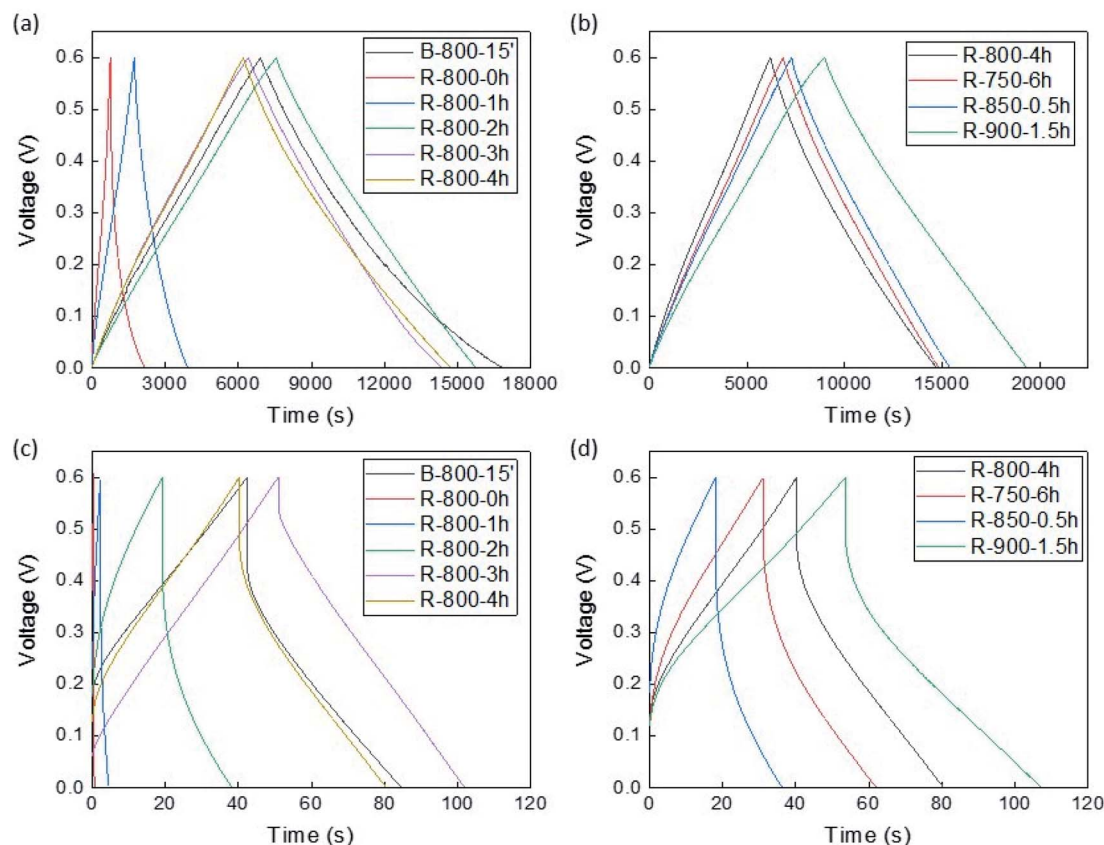 (a)
B-800-15'
R-800-0h
R-800-1h
R-800-2h
R-800-3h
R-800-4h
Voltage (V)
0.6
0.5
0.4
0.3
0.2
0.1
0.0
0
3000
6000
9000
12000
15000
18000
Time (s)
(b)
R-800-4h
R-750-6h
R-850-0.5h
R-900-1.5h
Voltage (V)
0.6
0.5
0.4
0.3
0.2
0.1
0.0
0
5000
10000
15000
20000
Time (s)
(c)
B-800-15'
R-800-0h
R-800-1h
R-800-2h
R-800-3h
R-800-4h
Voltage (V)
0.6
0.5
0.4
0.3
0.2
0.1
0.0
0
20
40
60
80
100
120
Time (s)
(d)
R-800-4h
R-750-6h
R-850-0.5h
R-900-1.5h
Voltage (V)
0.6
0.5
0.4
0.3
0.2
0.1
0.0
0
20
40
60
80
100
120
Time (s)